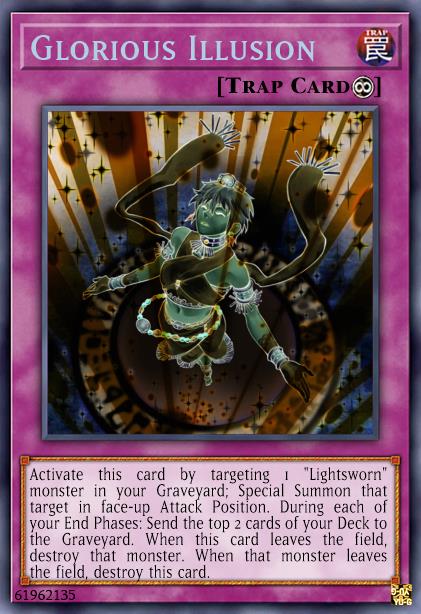 Glorious Illusion
TRAP
罠
[Trap Card]
Activate this card by targeting 1 "Lightsworn"
monster in your Graveyard; Special Summon that
target in face-up Attack Position. During each of
your End Phases: Send the top 2 cards of your Deck to
the Graveyard. When this card leaves the field,
destroy that monster. When that monster leaves
the field, destroy this card.
61962135